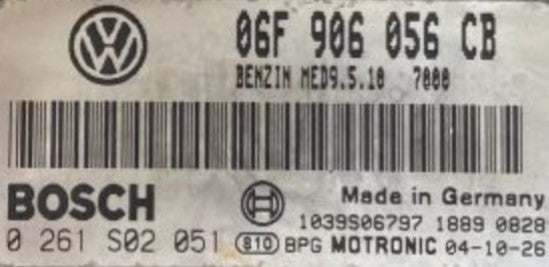 06F 906 056 CB
BENZIN MED9.5.10 7000
BOSCH
Made in Germany
1039S06797 1889 0828
0 261 S02 051 810 BPG MOTRONIC 04-10-26